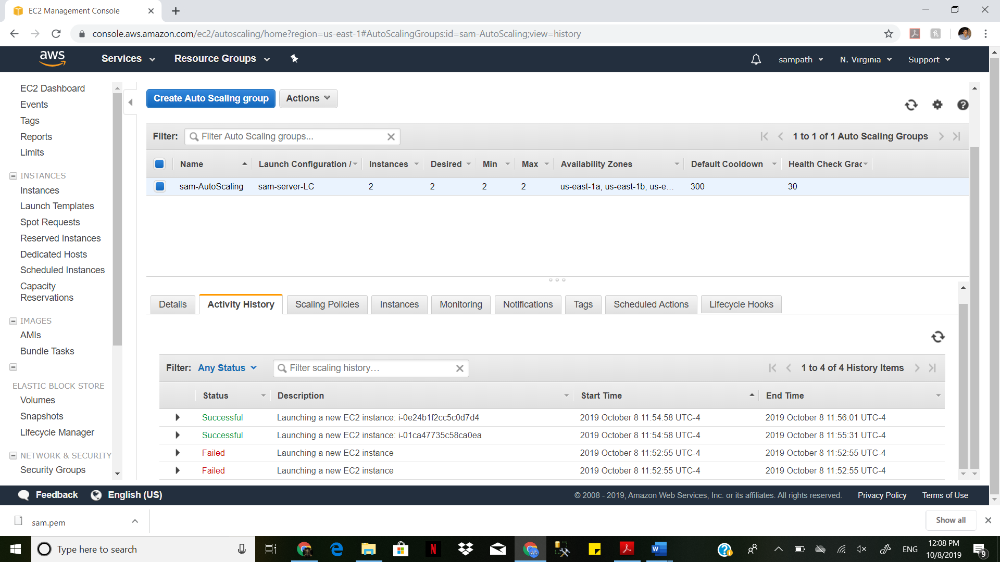 EC2 Management Console
console.aws.amazon.com/ec2/autoscaling/home?region=us-east-1#AutoScalingGroups:id=sam-AutoScaling;view=history
aws Services Resource Groups sampath N. Virginia Support
EC2 Dashboard
Events
Tags
Reports
Limits
INSTANCES
Instances
Launch Templates
Spot Requests
Reserved Instances
Dedicated Hosts
Scheduled Instances
Capacity
Reservations
IMAGES
AMIs
Bundle Tasks
ELASTIC BLOCK STORE
Volumes
Snapshots
Lifecycle Manager
NETWORK & SECURITY
Security Groups
Create Auto Scaling group Actions
Filter: Filter Auto Scaling groups... 1 to 1 of 1 Auto Scaling Groups
Name Launch Configuration / Instances Desired Min Max Availability Zones Default Cooldown Health Check Grac
sam-AutoScaling sam-server-LC 2 2 2 2 us-east-1a, us-east-1b, us-e... 300 30
Details Activity History Scaling Policies Instances Monitoring Notifications Tags Scheduled Actions Lifecycle Hooks
Filter: Any Status Filter scaling history... 1 to 4 of 4 History Items
Status Description Start Time End Time
Successful Launching a new EC2 instance: i-0e24b1f2cc5c0d7d4 2019 October 8 11:54:58 UTC-4 2019 October 8 11:56:01 UTC-4
Successful Launching a new EC2 instance: i-01ca47735c58ca0ea 2019 October 8 11:54:58 UTC-4 2019 October 8 11:55:31 UTC-4
Failed Launching a new EC2 instance 2019 October 8 11:52:55 UTC-4 2019 October 8 11:52:55 UTC-4
Failed Launching a new EC2 instance 2019 October 8 11:52:55 UTC-4 2019 October 8 11:52:55 UTC-4
Feedback English (US) © 2008 - 2019, Amazon Web Services, Inc. or its affiliates. All rights reserved. Privacy Policy Terms of Use
sam.pem Show all
Type here to search ENG 12:08 PM
10/8/2019 9